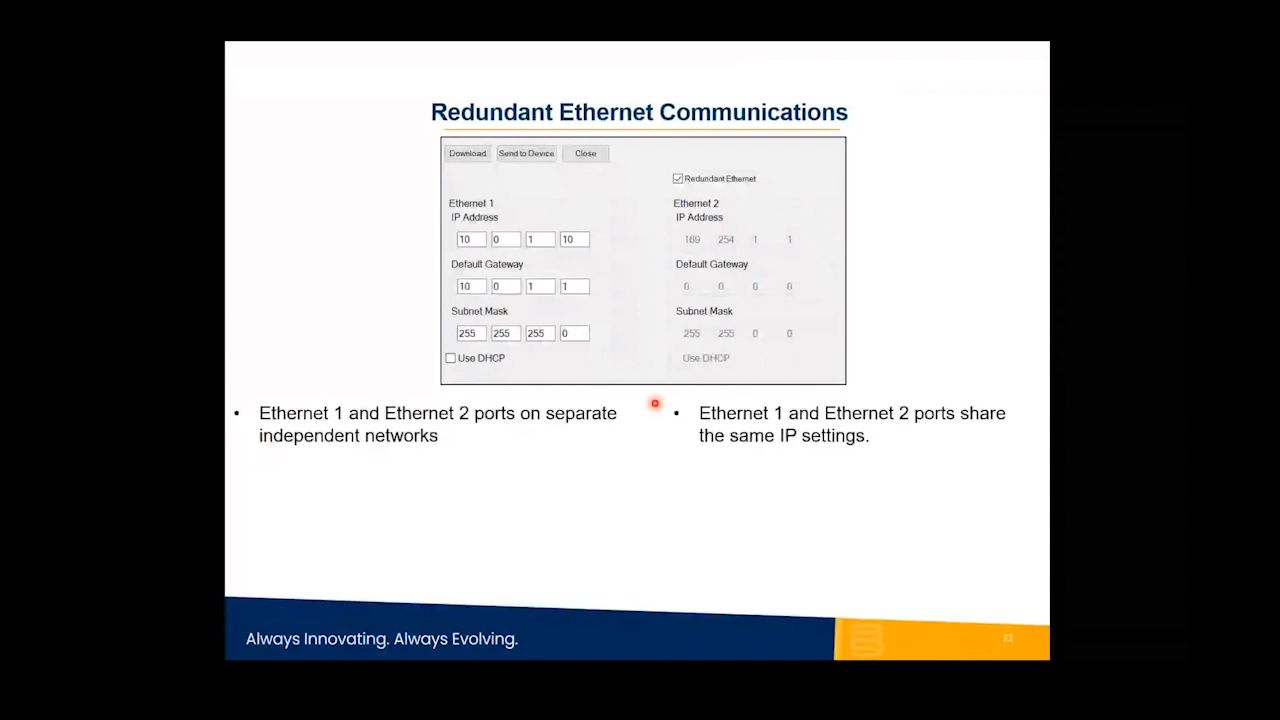 Redundant Ethernet Communications
Download Send to Device Close
Redundant Ethernet
Ethernet 1
IP Address
10 0 1 10
Default Gateway
10 0 1 1
Subnet Mask
255 255 255 0
Use DHCP
Ethernet 2
IP Address
169 254 1 1
Default Gateway
0 0 0 0
Subnet Mask
255 255 0 0
Use DHCP
• Ethernet 1 and Ethernet 2 ports on separate
independent networks
• Ethernet 1 and Ethernet 2 ports share
the same IP settings.
Always Innovating. Always Evolving.
23